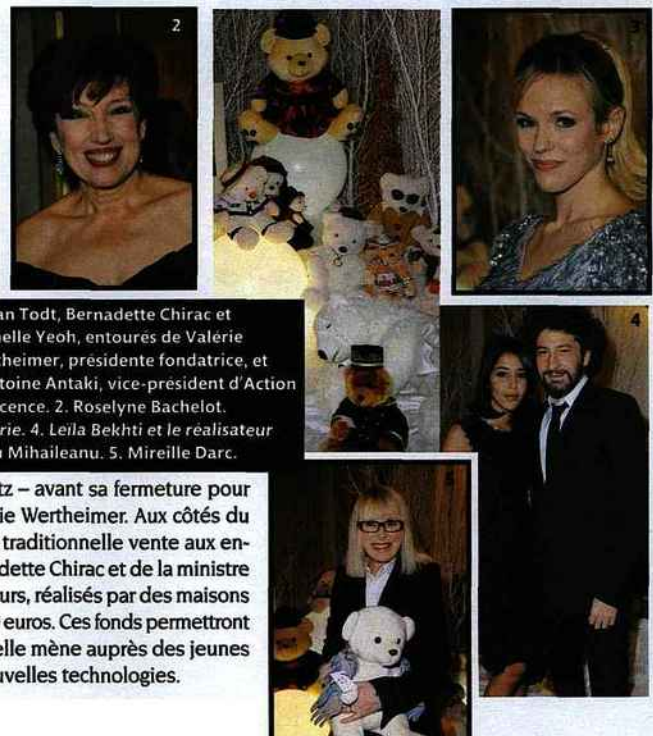 2
3
4
an Todt, Bernadette Chirac et
elle Yeoh, entourés de Valérie
theimer, présidente fondatrice, et
toine Antaki, vice-président d'Action
cence. 2. Roselyne Bachelot.
rie. 4. Leïla Bekhti et le réalisateur
Mihaileanu. 5. Mireille Darc.
tz – avant sa fermeture pour
ie Wertheimer. Aux côtés du
traditionnelle vente aux en-
dette Chirac et de la ministre
urs, réalisés par des maisons
euros. Ces fonds permettront
elle mène auprès des jeunes
uvelles technologies.
5